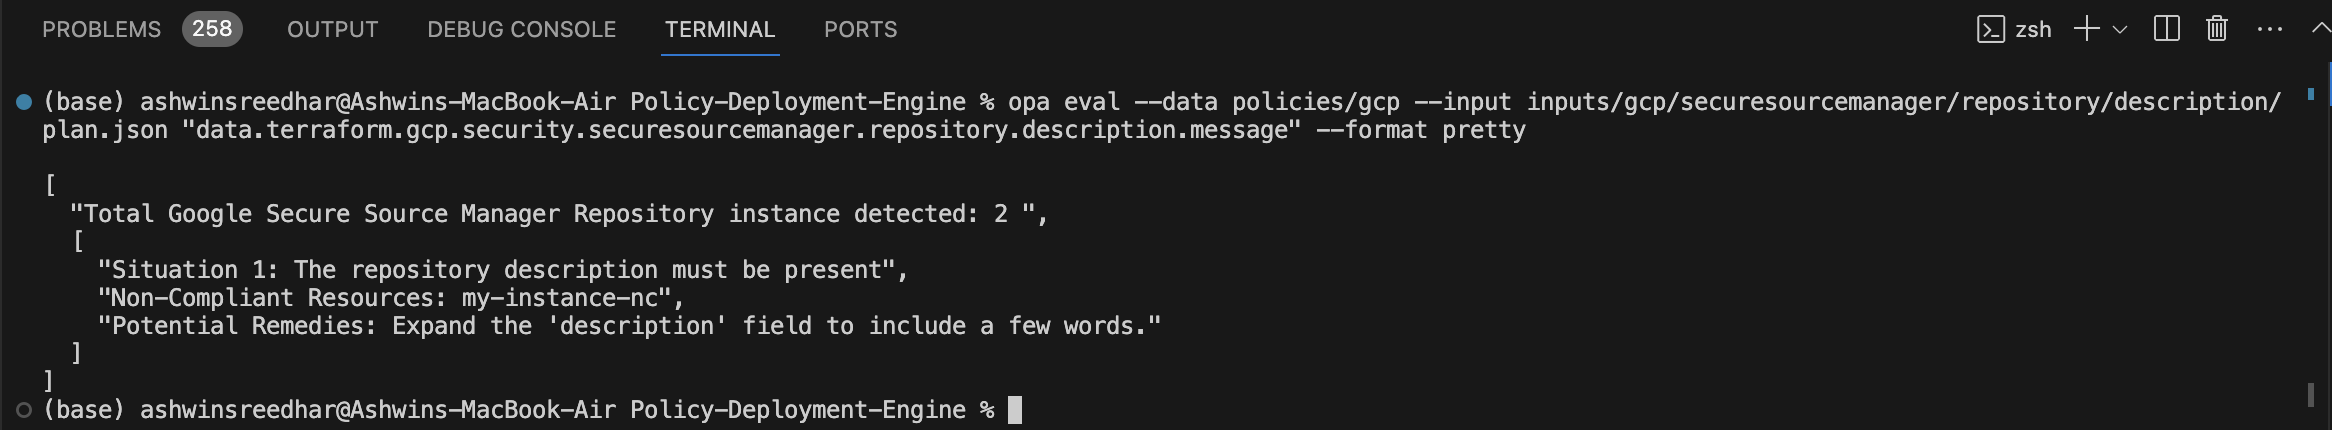 PROBLEMS 258 OUTPUT DEBUG CONSOLE TERMINAL PORTS zsh
(base) ashwinsreedhar@Ashwins-MacBook-Air Policy-Deployment-Engine % opa eval --data policies/gcp --input inputs/gcp/securesourcemanager/repository/description/
plan.json "data.terraform.gcp.security.securesourcemanager.repository.description.message" --format pretty
[
"Total Google Secure Source Manager Repository instance detected: 2 ",
[
"Situation 1: The repository description must be present",
"Non-Compliant Resources: my-instance-nc",
"Potential Remedies: Expand the 'description' field to include a few words."
]
]
(base) ashwinsreedhar@Ashwins-MacBook-Air Policy-Deployment-Engine %